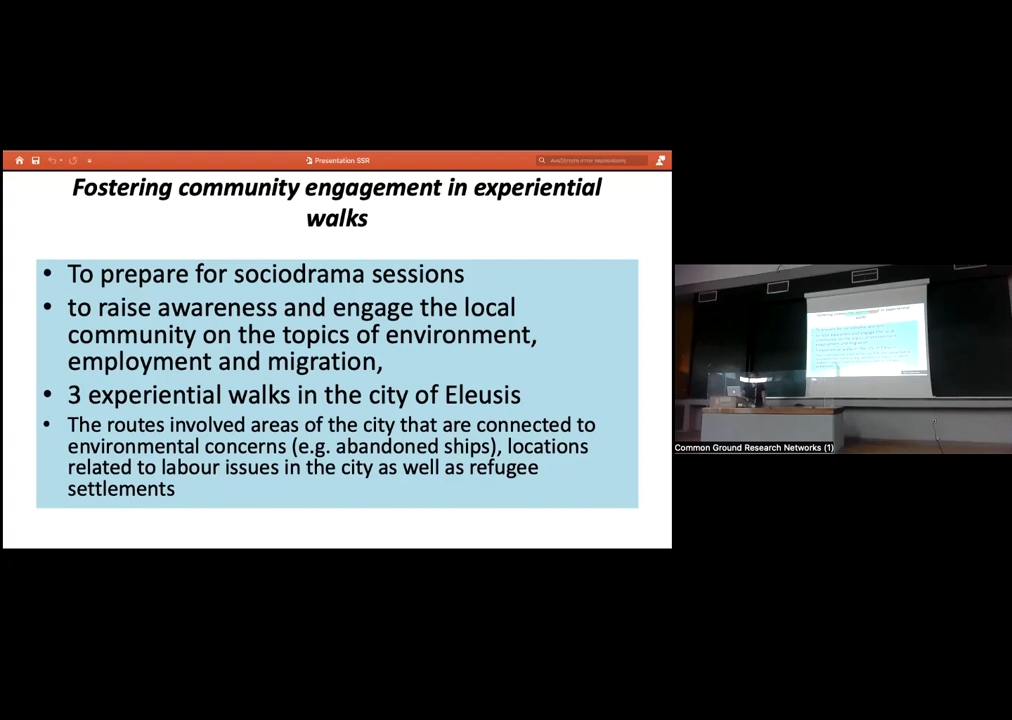 Presentation SSR
Fostering community engagement in experiential
walks
• To prepare for sociodrama sessions
• to raise awareness and engage the local
community on the topics of environment,
employment and migration,
• 3 experiential walks in the city of Eleusis
• The routes involved areas of the city that are connected to
environmental concerns (e.g. abandoned ships), locations
related to labour issues in the city as well as refugee
settlements
Common Ground Research Networks (1)